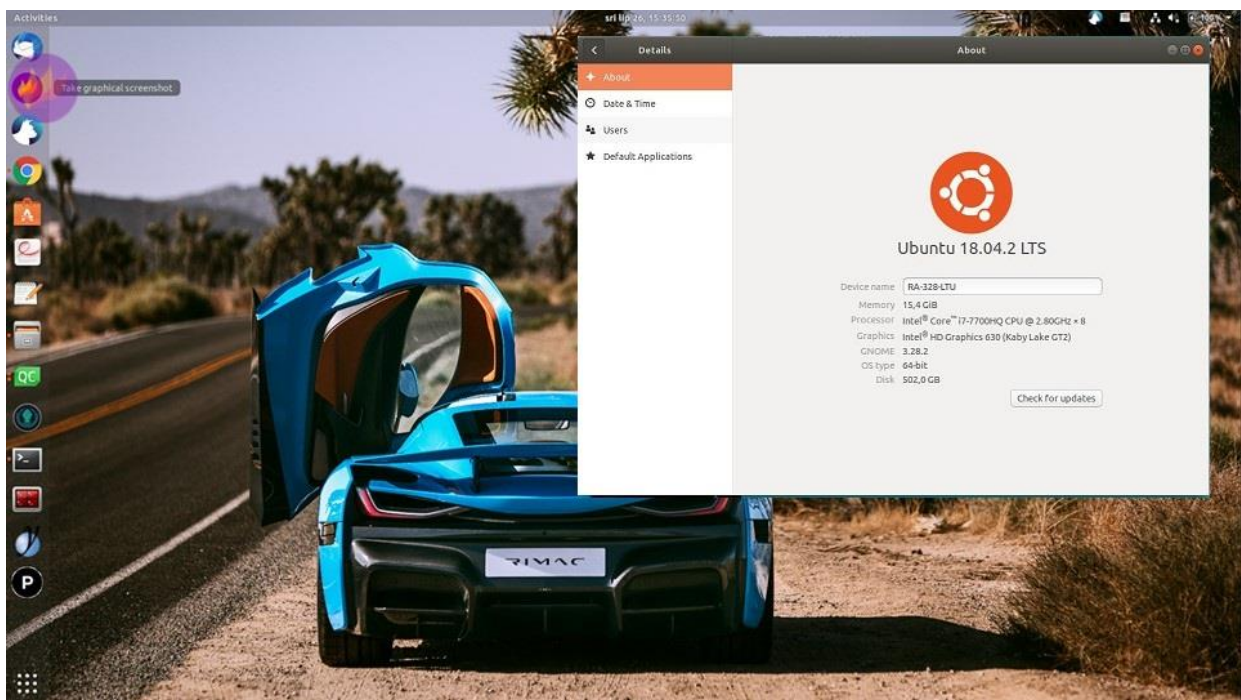 Activities
sri lip 26, 15:35:50
100%
Take graphical screenshot
Details
About
About
Date & Time
Users
Default Applications
Ubuntu 18.04.2 LTS
Device name RA-328-LTU
Memory 15,4 GiB
Processor Intel® Core™ i7-7700HQ CPU @ 2.80GHz × 8
Graphics Intel® HD Graphics 630 (Kaby Lake GT2)
GNOME 3.28.2
OS type 64-bit
Disk 502,0 GB
Check for updates
QC
P
RIMAC